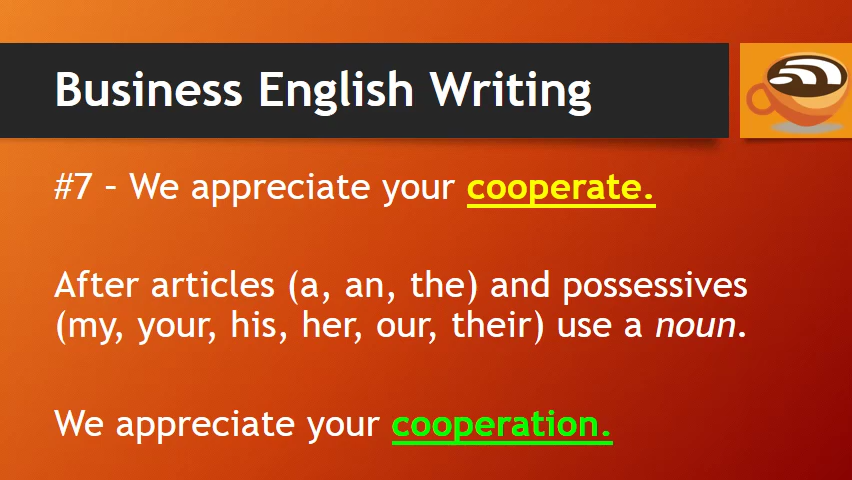 Business English Writing
#7 – We appreciate your cooperate.
After articles (a, an, the) and possessives
(my, your, his, her, our, their) use a noun.
We appreciate your cooperation.